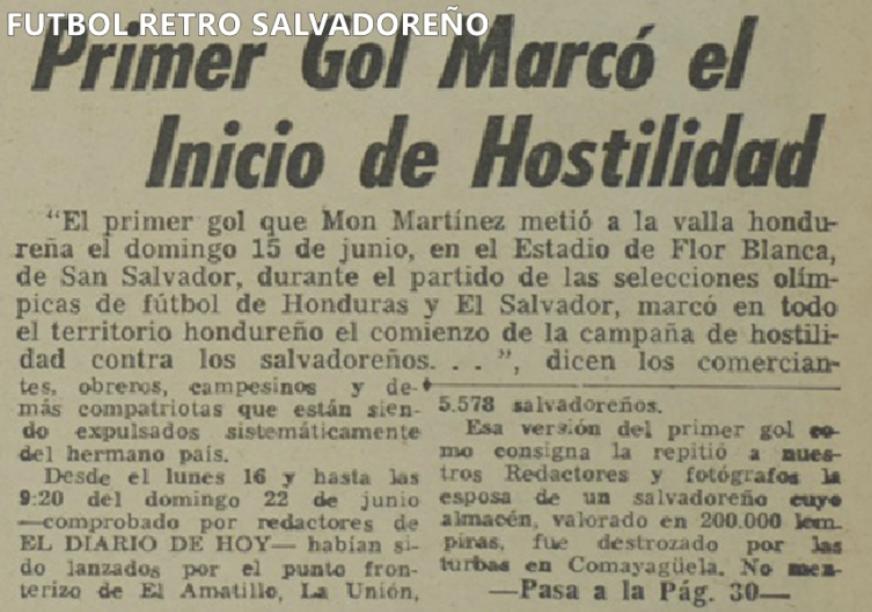 FUTBOL RETRO SALVADOREÑO
Primer Gol Marcó el
Inicio de Hostilidad
"El primer gol que Mon Martínez metió a la valla hondu-
reña el domingo 15 de junio, en el Estadio de Flor Blanca,
de San Salvador, durante el partido de las selecciones olím-
picas de fútbol de Honduras y El Salvador, marcó en todo
el territorio hondureño el comienzo de la campaña de hostili-
dad contra los salvadoreños. . . .", dicen los comercian-
tes, obreros, campesinos y de-
más compatriotas que están sien-
do expulsados sistemáticamente
del hermano país.
Desde el lunes 16 y hasta las
9:20 del domingo 22 de junio
—comprobado por redactores de
EL DIARIO DE HOY— habían si-
do lanzados por el punto fron-
terizo de El Amatillo, La Unión,
5.578 salvadoreños.
Esa versión del primer gol co-
mo consigna la repitió a nues-
tros Redactores y fotógrafos la
esposa de un salvadoreño cuyo
almacén, valorado en 200.000 lem-
piras, fue destrozado por las
turbas en Comayagüela. No men-
—Pasa a la Pág. 30—